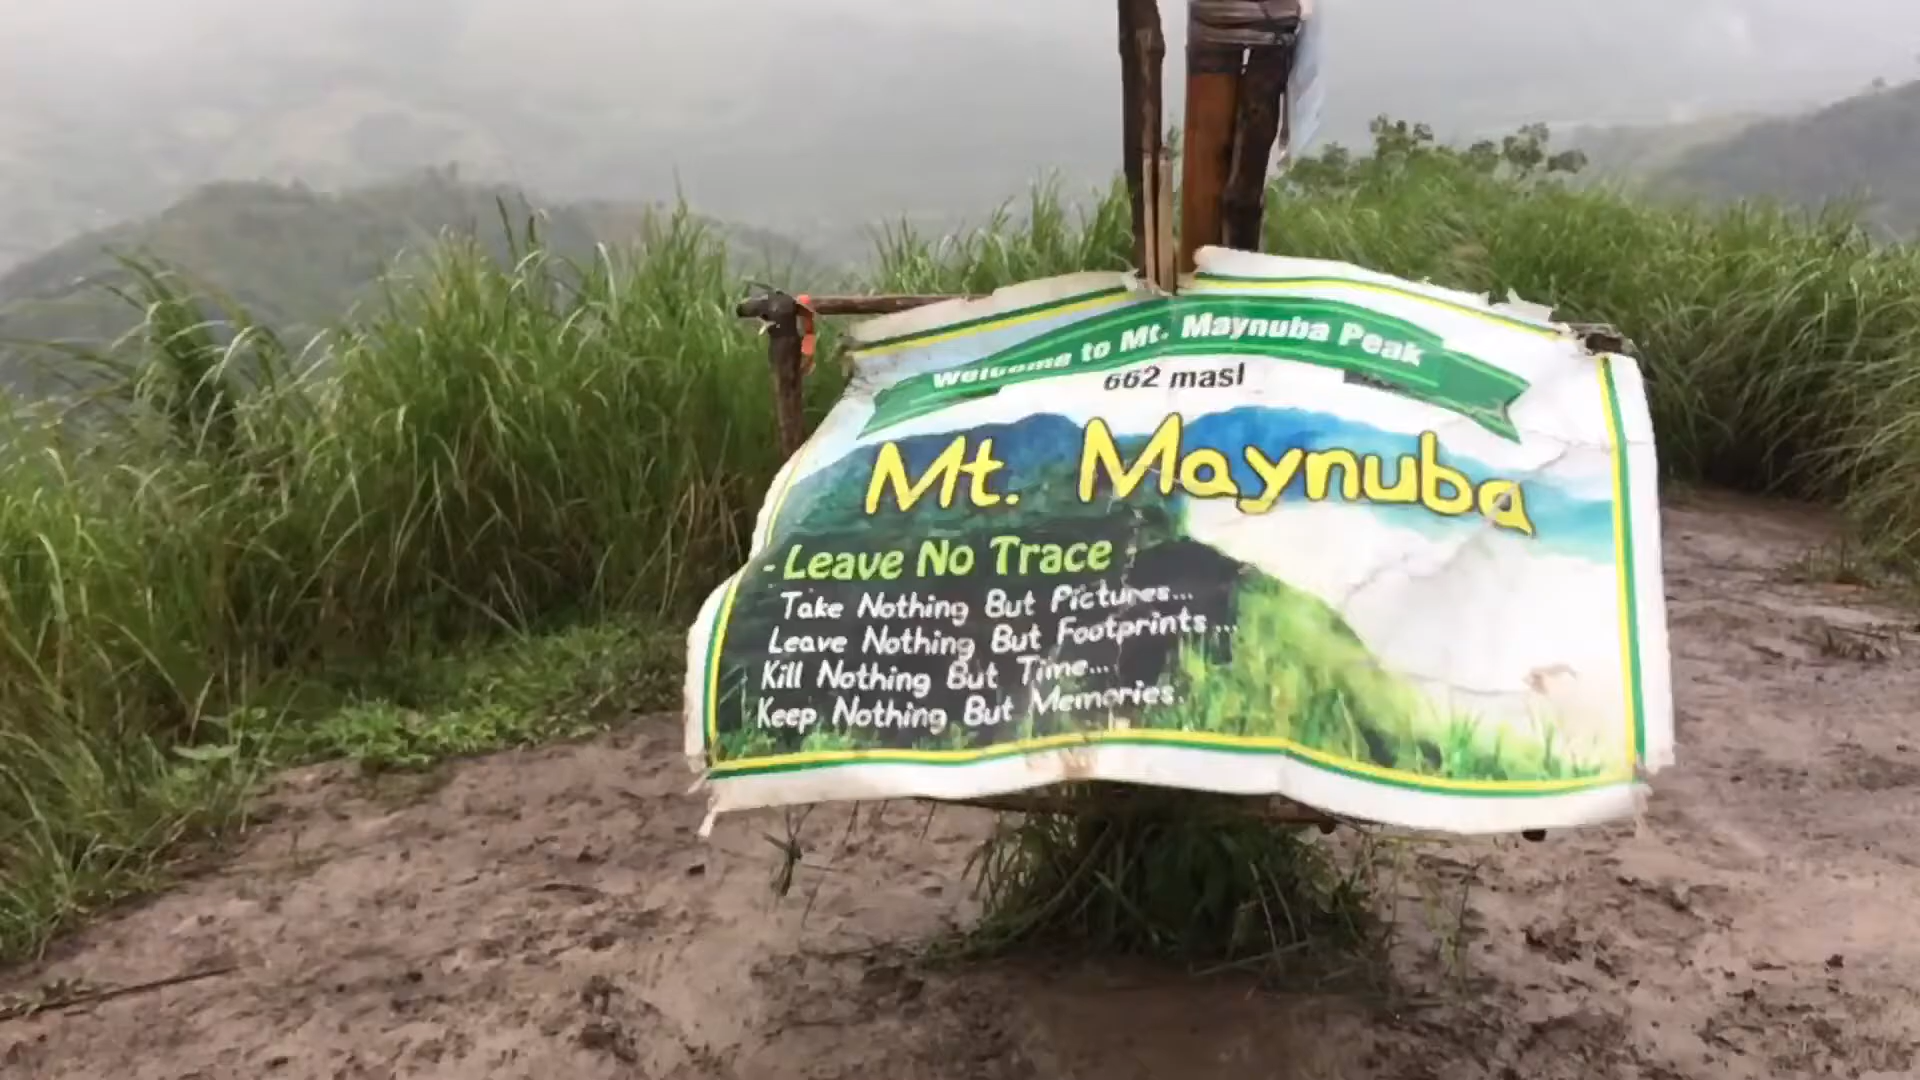 Welcome to Mt. Maynuba Peak
662 masl
Mt. Maynuba
- Leave No Trace
Take Nothing But Pictures...
Leave Nothing But Footprints...
Kill Nothing But Time...
Keep Nothing But Memories.